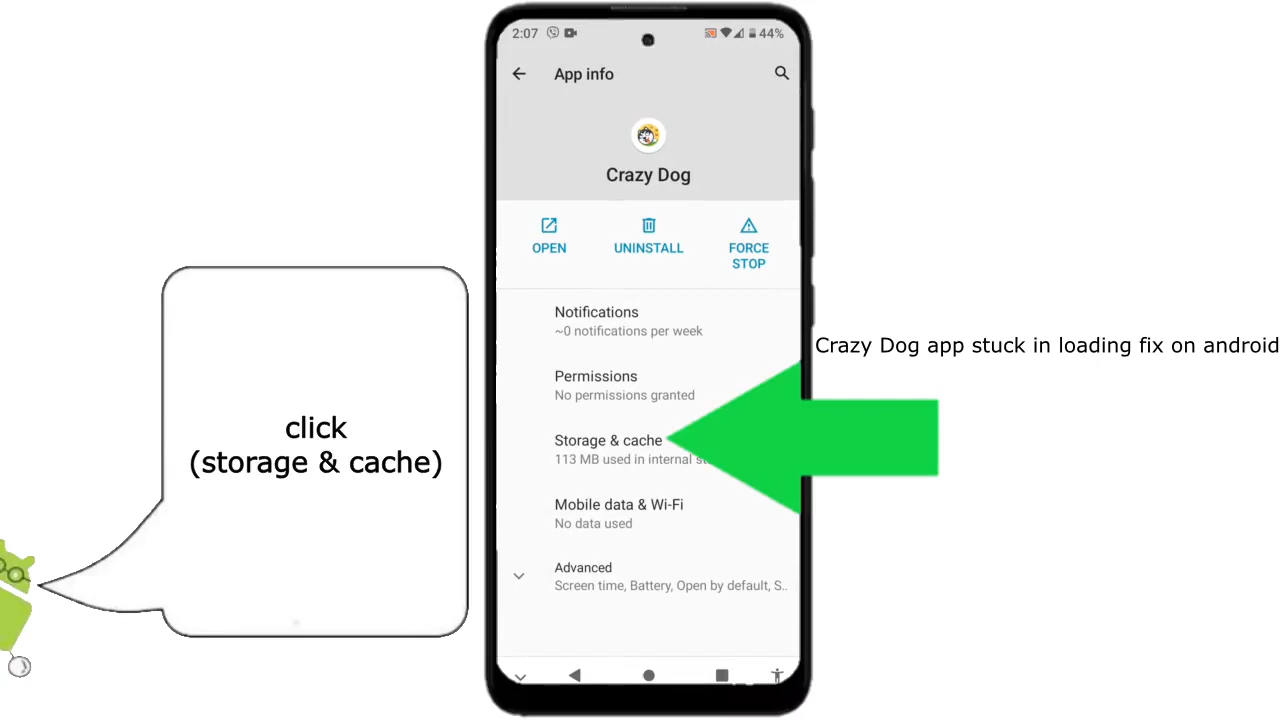 2:07
44%
App info
Crazy Dog
OPEN
UNINSTALL
FORCE
STOP
Notifications
~0 notifications per week
Permissions
No permissions granted
Storage & cache
113 MB used in internal st
Mobile data & Wi-Fi
No data used
Advanced
Screen time, Battery, Open by default, S..
click
(storage & cache)
Crazy Dog app stuck in loading fix on android